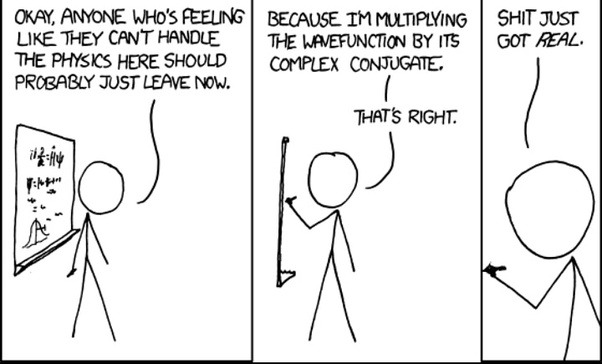 OKAY, ANYONE WHO'S FEELING
LIKE THEY CAN'T HANDLE
THE PHYSICS HERE SHOULD
PROBABLY JUST LEAVE NOW.
BECAUSE I'M MULTIPLYING
THE WAVEFUNCTION BY ITS
COMPLEX CONJUGATE.
THAT'S RIGHT.
SHIT JUST
GOT REAL.